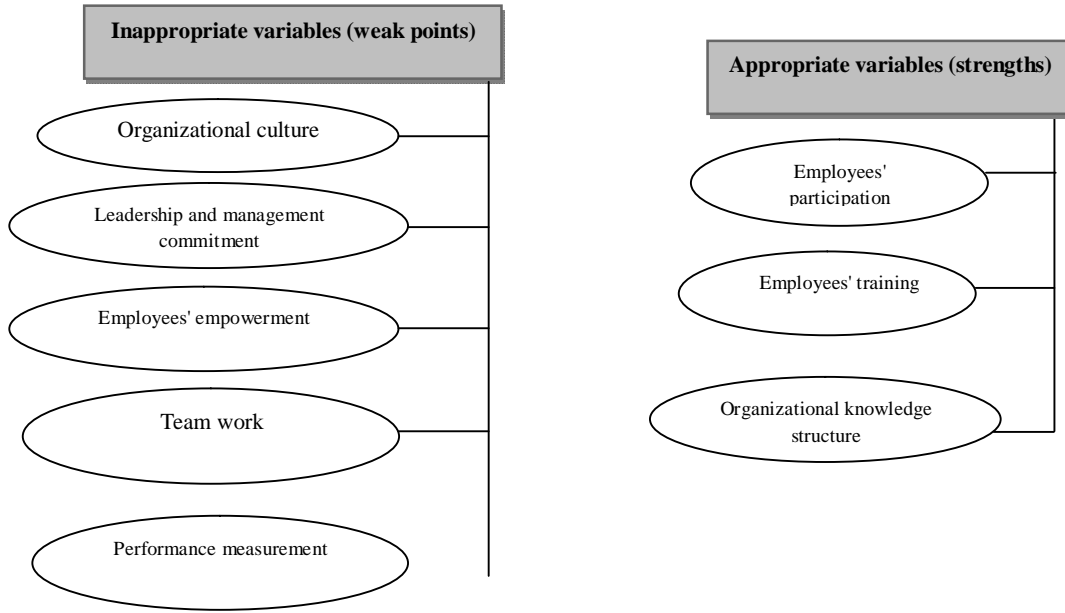 Inappropriate variables (weak points)
Organizational culture
Leadership and management
commitment
Employees' empowerment
Team work
Performance measurement
Appropriate variables (strengths)
Employees'
participation
Employees' training
Organizational knowledge
structure